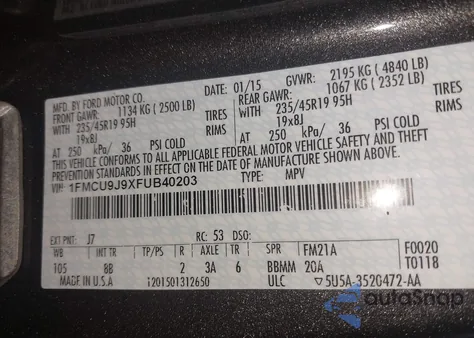 MFD. BY FORD MOTOR CO.
DATE: 01/15 GVWR: 2195 KG ( 4840 LB)
FRONT GAWR: 1134 KG ( 2500 LB) REAR GAWR: 1067 KG ( 2352 LB)
WITH 235/45R19 95H TIRES WITH 235/45R19 95H TIRES
19x8J RIMS 19x8J RIMS
AT 250 kPa/ 36 PSI COLD AT 250 kPa/ 36 PSI COLD
THIS VEHICLE CONFORMS TO ALL APPLICABLE FEDERAL MOTOR VEHICLE SAFETY AND THEFT
PREVENTION STANDARDS IN EFFECT ON THE DATE OF MANUFACTURE SHOWN ABOVE.
VIN: 1FMCU9J9XFUB40203 TYPE: MPV
EXT PNT: J7 RC: 53 DSO: FM21A F0020
WB INT TR TP/PS R AXLE TR SPR T0118
105 8B 2 3A 6 BBMM 20A
MADE IN U.S.A 1201501312650 ULC ▽5U5A-3520472-AA
autoSnap